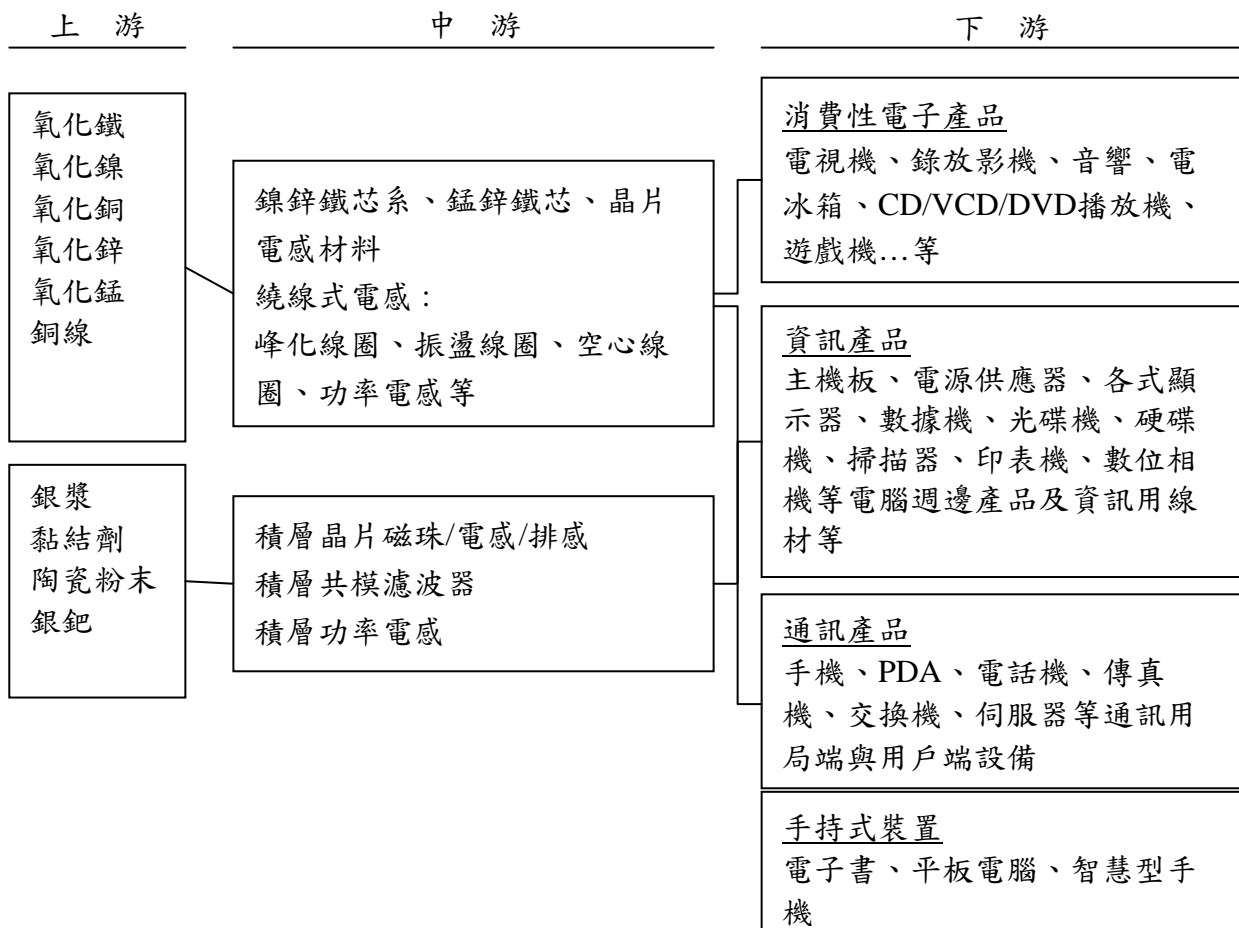 上 游
中 游
下 游
氧化鐵
氧化鎳
氧化銅
氧化鋅
氧化錳
銅線
銀漿
黏結劑
陶瓷粉末
銀鈀
鎳鋅鐵芯系、錳鋅鐵芯、晶片
電感材料
繞線式電感:
峰化線圈、振盪線圈、空心線
圈、功率電感等
積層晶片磁珠/電感/排感
積層共模濾波器
積層功率電感
消費性電子產品
電視機、錄放影機、音響、電
冰箱、CD/VCD/DVD播放機、
遊戲機…等
資訊產品
主機板、電源供應器、各式顯
示器、數據機、光碟機、硬碟
機、掃描器、印表機、數位相
機等電腦週邊產品及資訊用線
材等
通訊產品
手機、PDA、電話機、傳真
機、交換機、伺服器等通訊用
局端與用戶端設備
手持式裝置
電子書、平板電腦、智慧型手
機